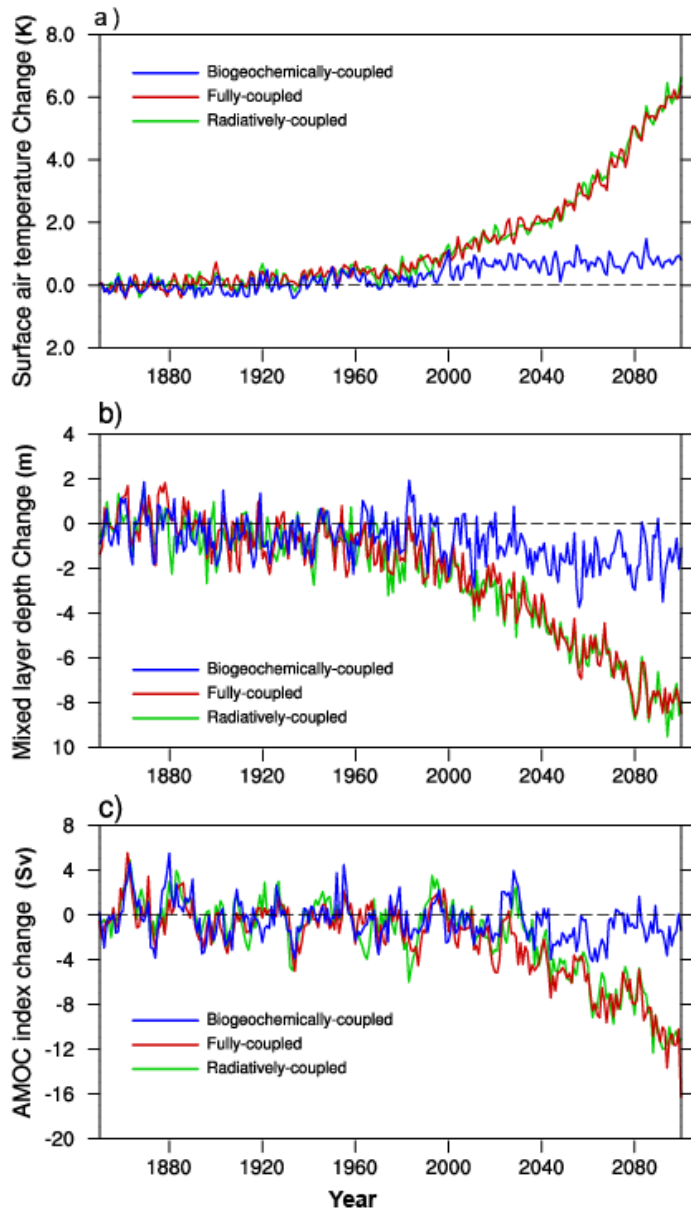 a)
Surface air temperature Change (K)
8.0
6.0
4.0
2.0
0.0
2.0
Biogeochemically-coupled
Fully-coupled
Radiatively-coupled
1880 1920 1960 2000 2040 2080
b)
Mixed layer depth Change (m)
4
2
0
-2
-4
-6
-8
10
Biogeochemically-coupled
Fully-coupled
Radiatively-coupled
1880 1920 1960 2000 2040 2080
c)
AMOC index change (Sv)
8
4
0
-4
-8
-12
-16
-20
Biogeochemically-coupled
Fully-coupled
Radiatively-coupled
1880 1920 1960 2000 2040 2080
Year